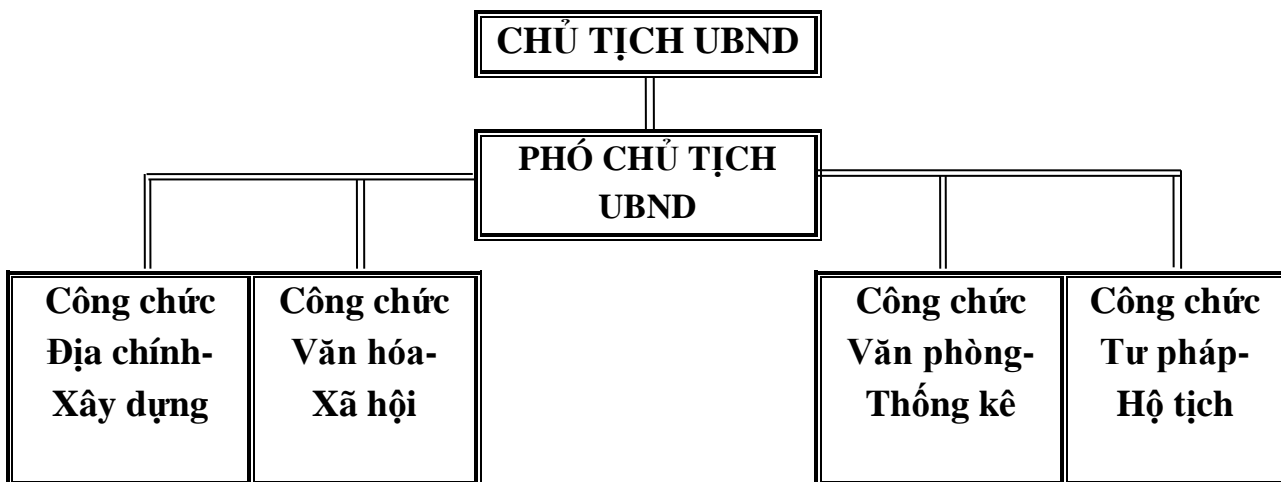 CHỦ TỊCH UBND
PHÓ CHỦ TỊCH
UBND
Công chức
Địa chính-
Xây dựng
Công chức
Văn hóa-
Xã hội
Công chức
Văn phòng-
Thống kê
Công chức
Tư pháp-
Hộ tịch